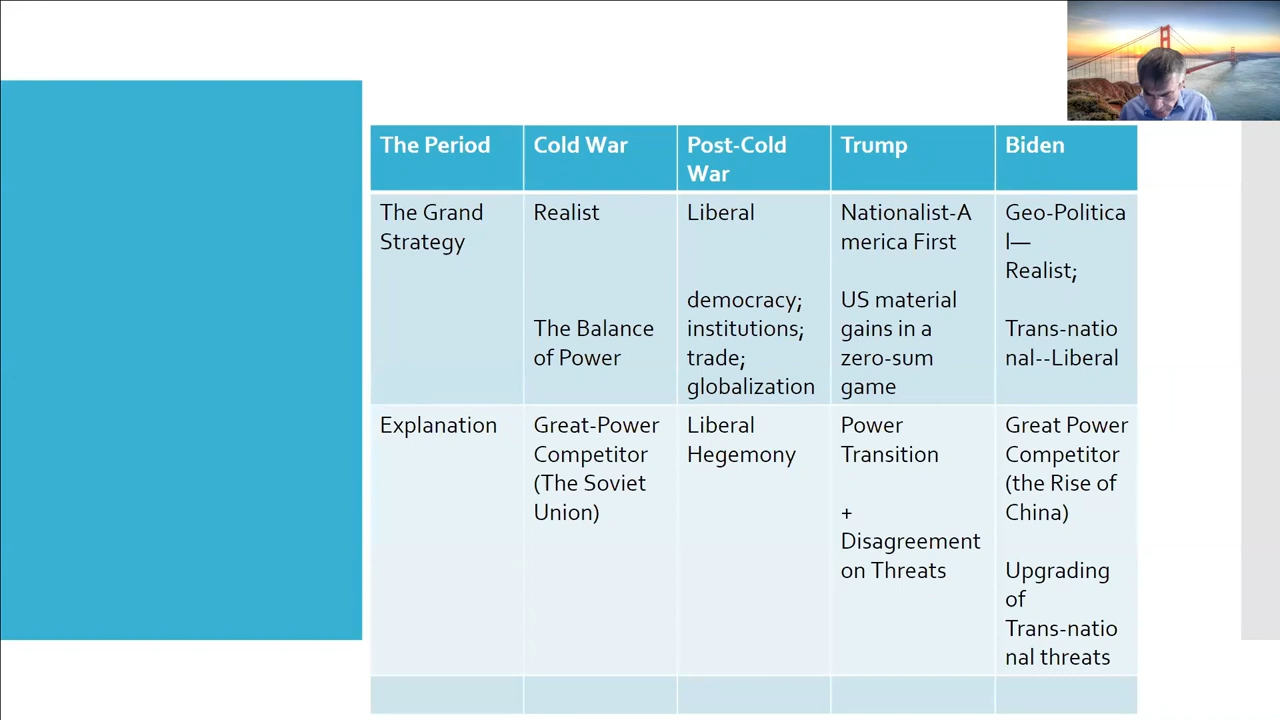 The Period
Cold War
Post-Cold
War
Trump
Biden
The Grand
Strategy
Realist
The Balance
of Power
Liberal
democracy;
institutions;
trade;
globalization
Nationalist-A
merica First
US material
gains in a
zero-sum
game
Geo-Politica
l—
Realist;
Trans-natio
nal--Liberal
Explanation
Great-Power
Competitor
(The Soviet
Union)
Liberal
Hegemony
Power
Transition
+
Disagreement
on Threats
Great Power
Competitor
(the Rise of
China)
Upgrading
of
Trans-natio
nal threats